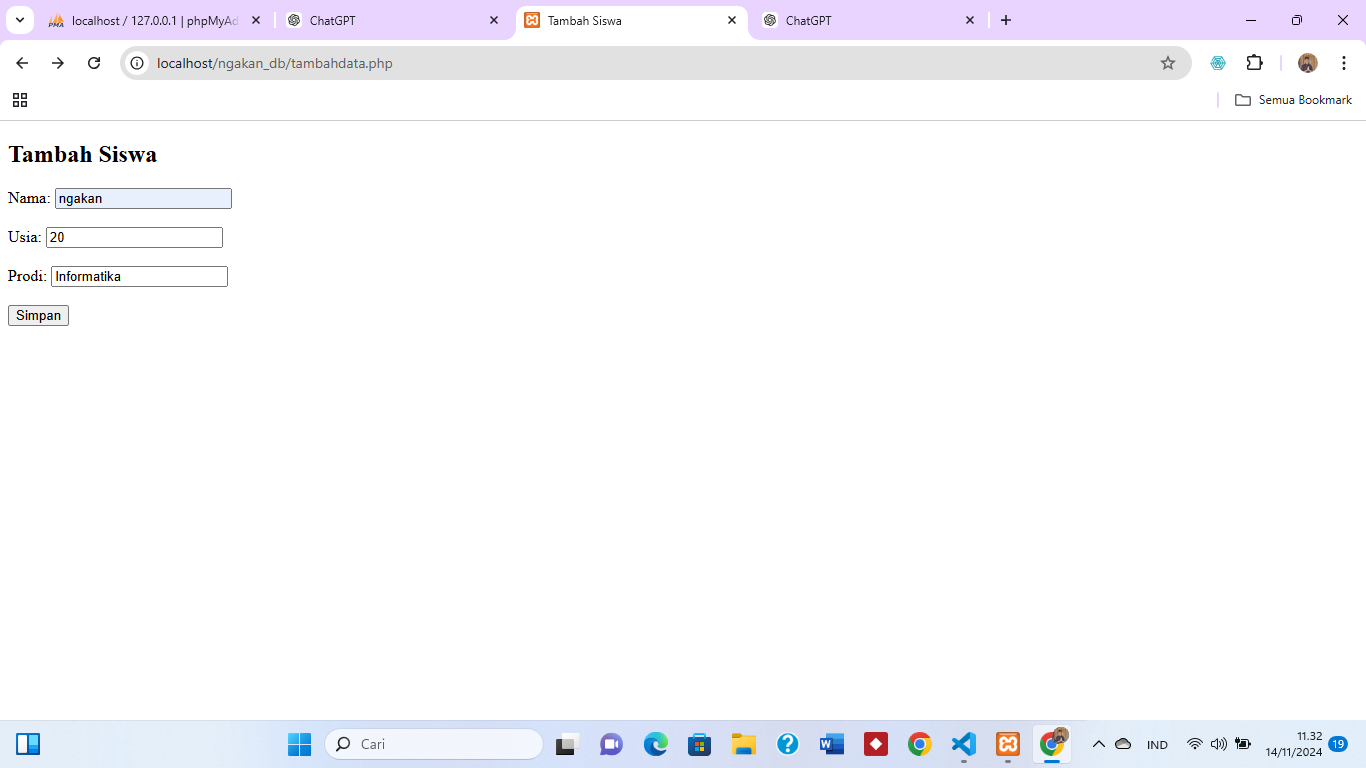 localhost / 127.0.0.1 | phpMyAd
ChatGPT
Tambah Siswa
ChatGPT
localhost/ngakan_db/tambahdata.php
Semua Bookmark
Tambah Siswa
Nama: ngakan
Usia: 20
Prodi: Informatika
Simpan
Cari
IND
11.32
14/11/2024
19